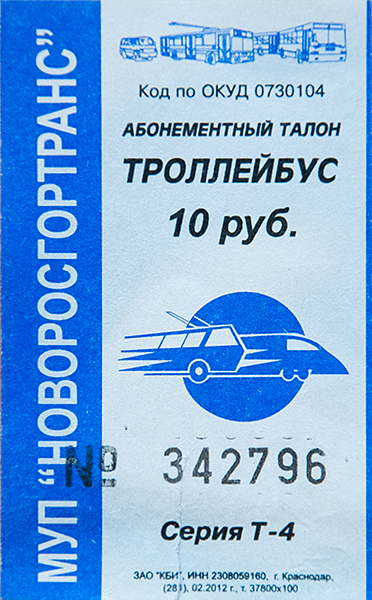 МУП "НОВОРОСГОРТРАНС"
Код по ОКУД 0730104
АБОНЕМЕНТНЫЙ ТАЛОН
ТРОЛЛЕЙБУС
10 руб.
№ 342796
Серия Т-4
ЗАО "КБИ", ИНН 2308059160, г. Краснодар,
(281), 02.2012 г., т. 37800х100